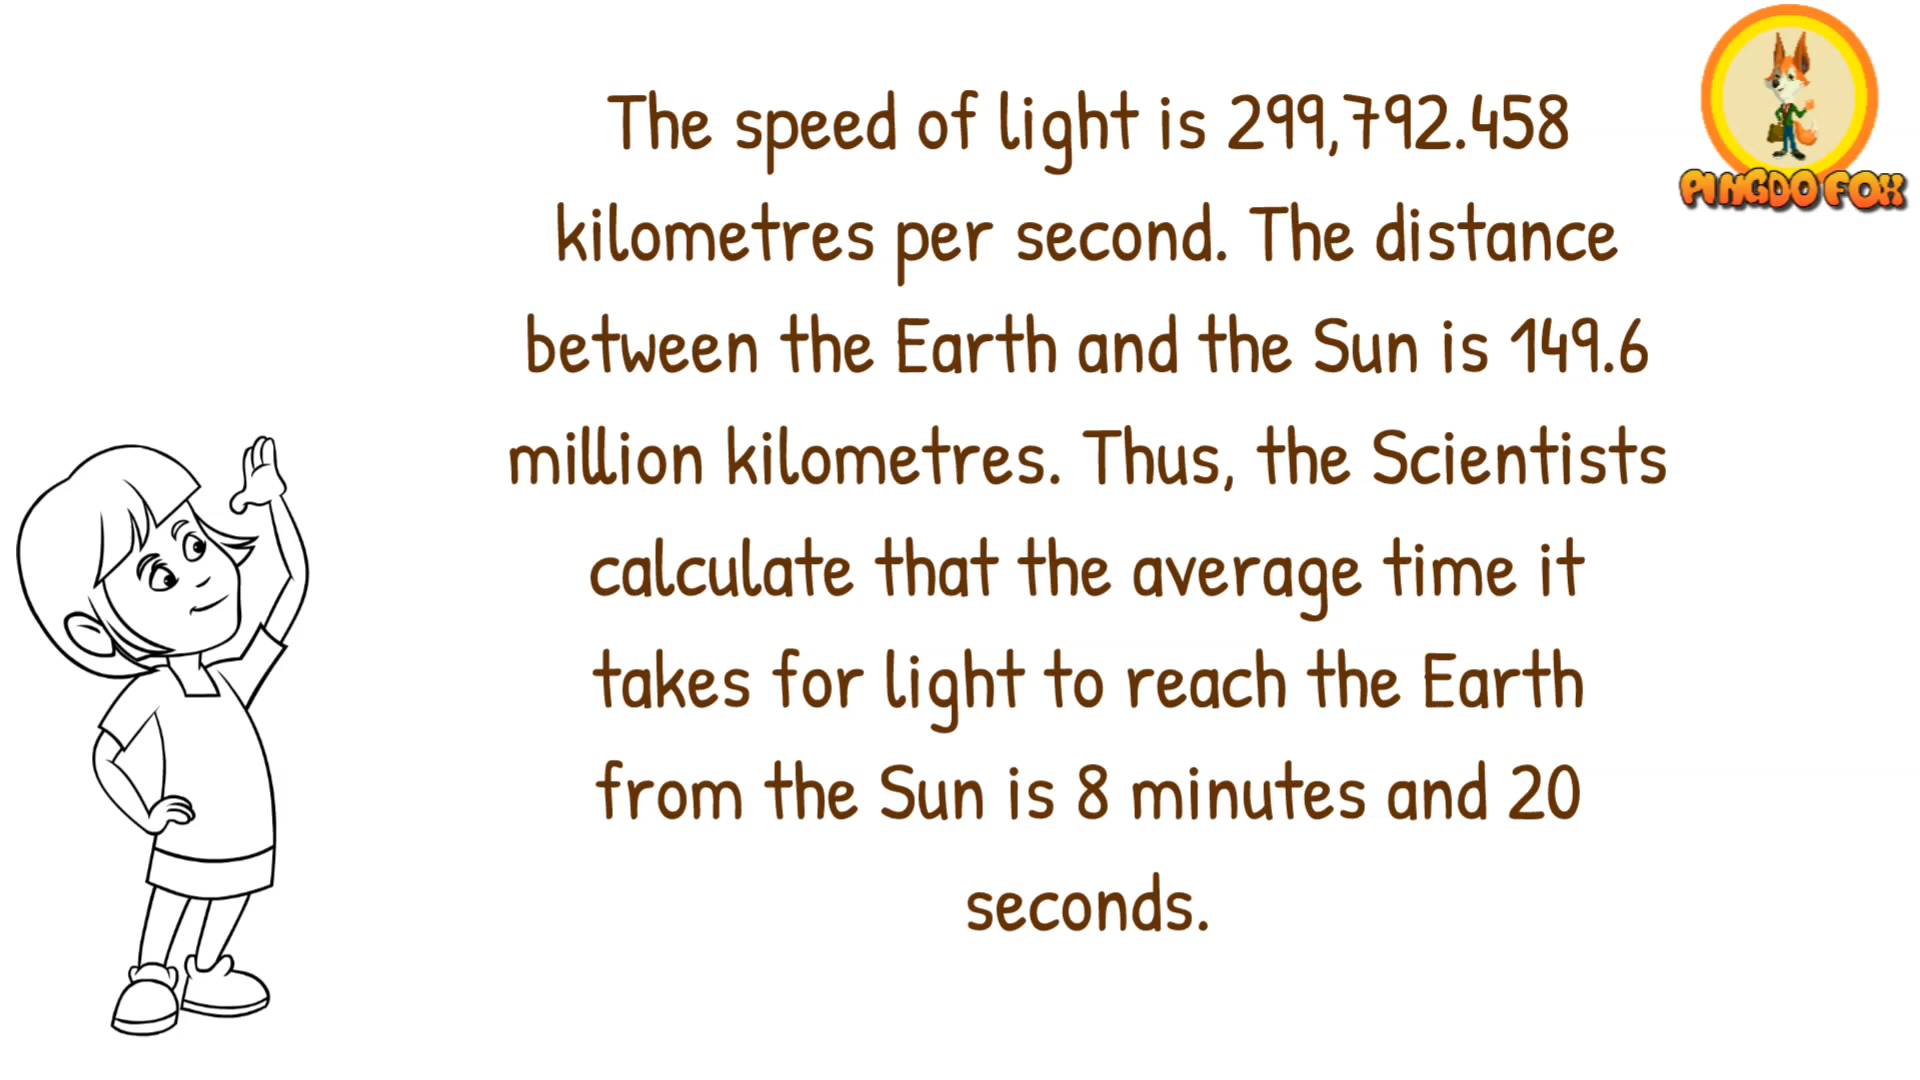 The speed of light is 299,792.458
kilometres per second. The distance
between the Earth and the Sun is 149.6
million kilometres. Thus, the Scientists
calculate that the average time it
takes for light to reach the Earth
from the Sun is 8 minutes and 20
seconds.
PINGDO FOX